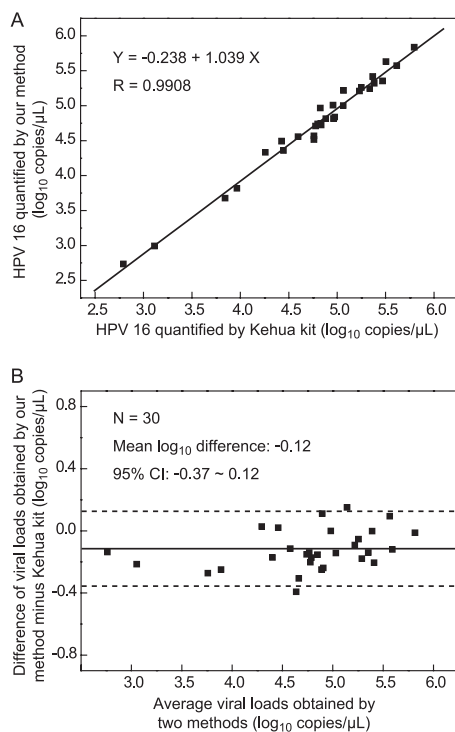 A
HPV 16 quantified by our method
(log10 copies/μL)
6.0
5.5
5.0
4.5
4.0
3.5
3.0
2.5
Y = -0.238 + 1.039 X
R = 0.9908
2.5 3.0 3.5 4.0 4.5 5.0 5.5 6.0
HPV 16 quantified by Kehua kit (log10 copies/μL)
B
Difference of viral loads obtained by our
method minus Kehua kit (log10 copies/μL)
0.8
0.4
0.0
-0.4
-0.8
N = 30
Mean log10 difference: -0.12
95% CI: -0.37 ~ 0.12
3.0 3.5 4.0 4.5 5.0 5.5 6.0
Average viral loads obtained by
two methods (log10 copies/μL)